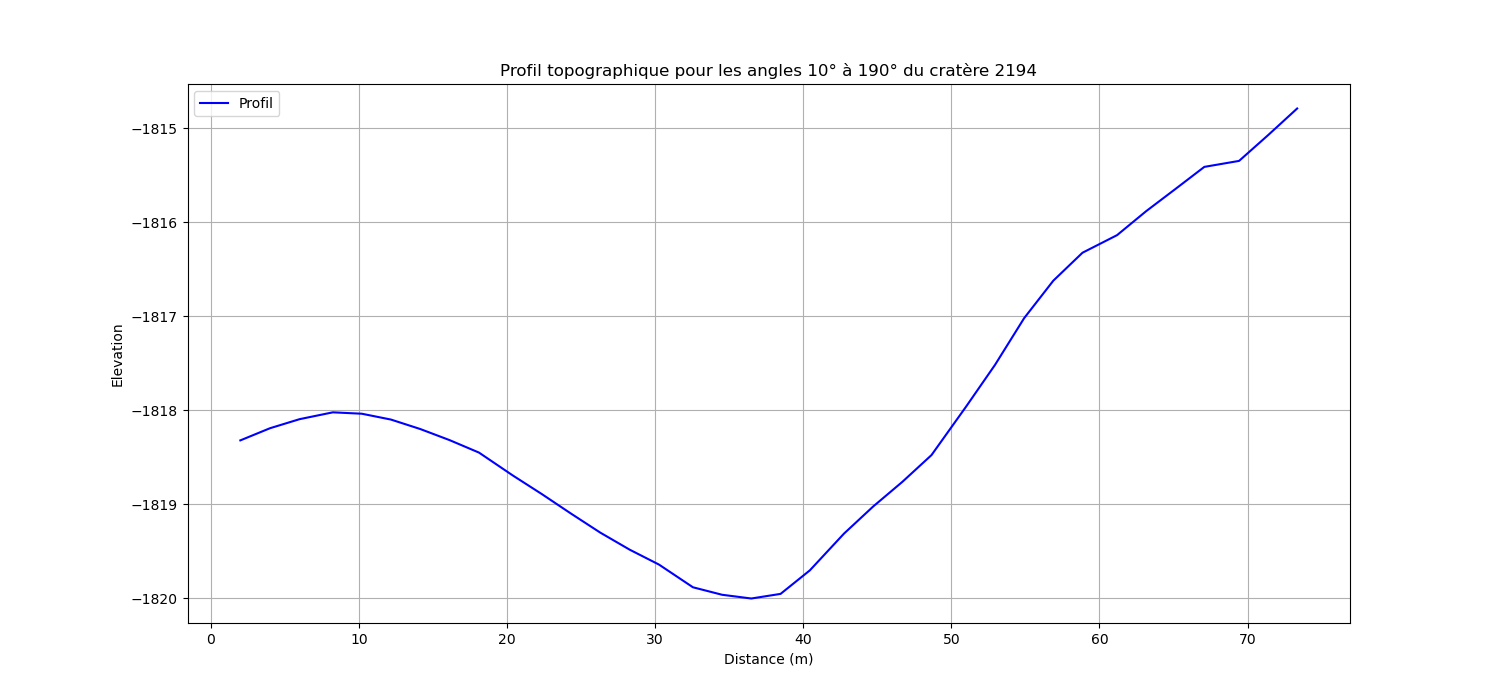 Profil topographique pour les angles 10° à 190° du cratère 2194
Profil
−1815
−1816
−1817
−1818
−1819
−1820
Elevation
0 10 20 30 40 50 60 70
Distance (m)